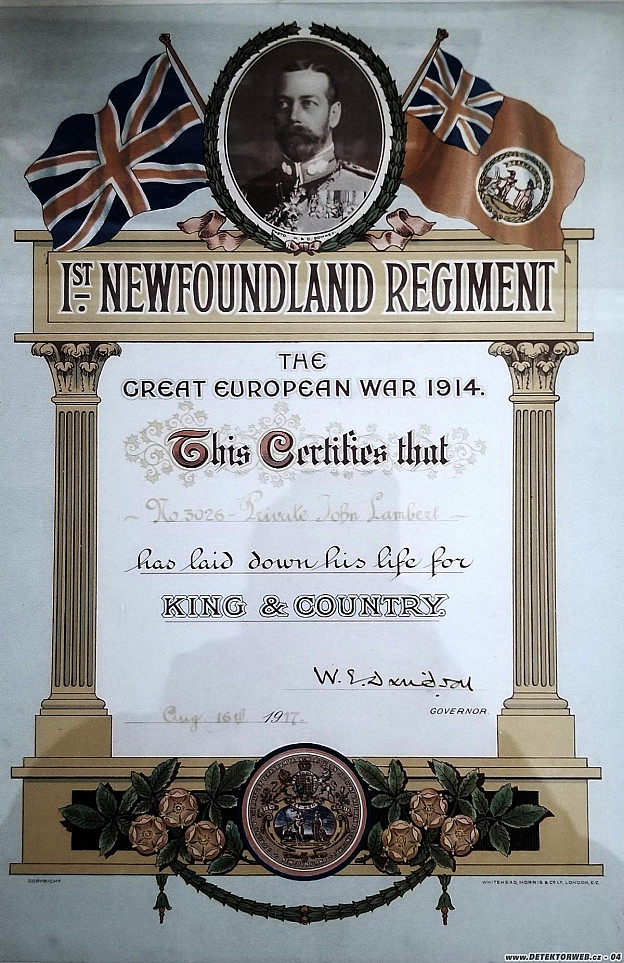 1ST NEWFOUNDLAND REGIMENT
THE
GREAT EUROPEAN WAR 1914.
This Certifies that
No. 3026 - Private John Lambert -
has laid down his life for
KING & COUNTRY.
W. E. Davidson
GOVERNOR.
Aug. 16th 1917.
COPYRIGHT
WHITEHEAD, MORRIS & CO LT, LONDON, E.C.
www.DETEKTORWEB.cz - 04